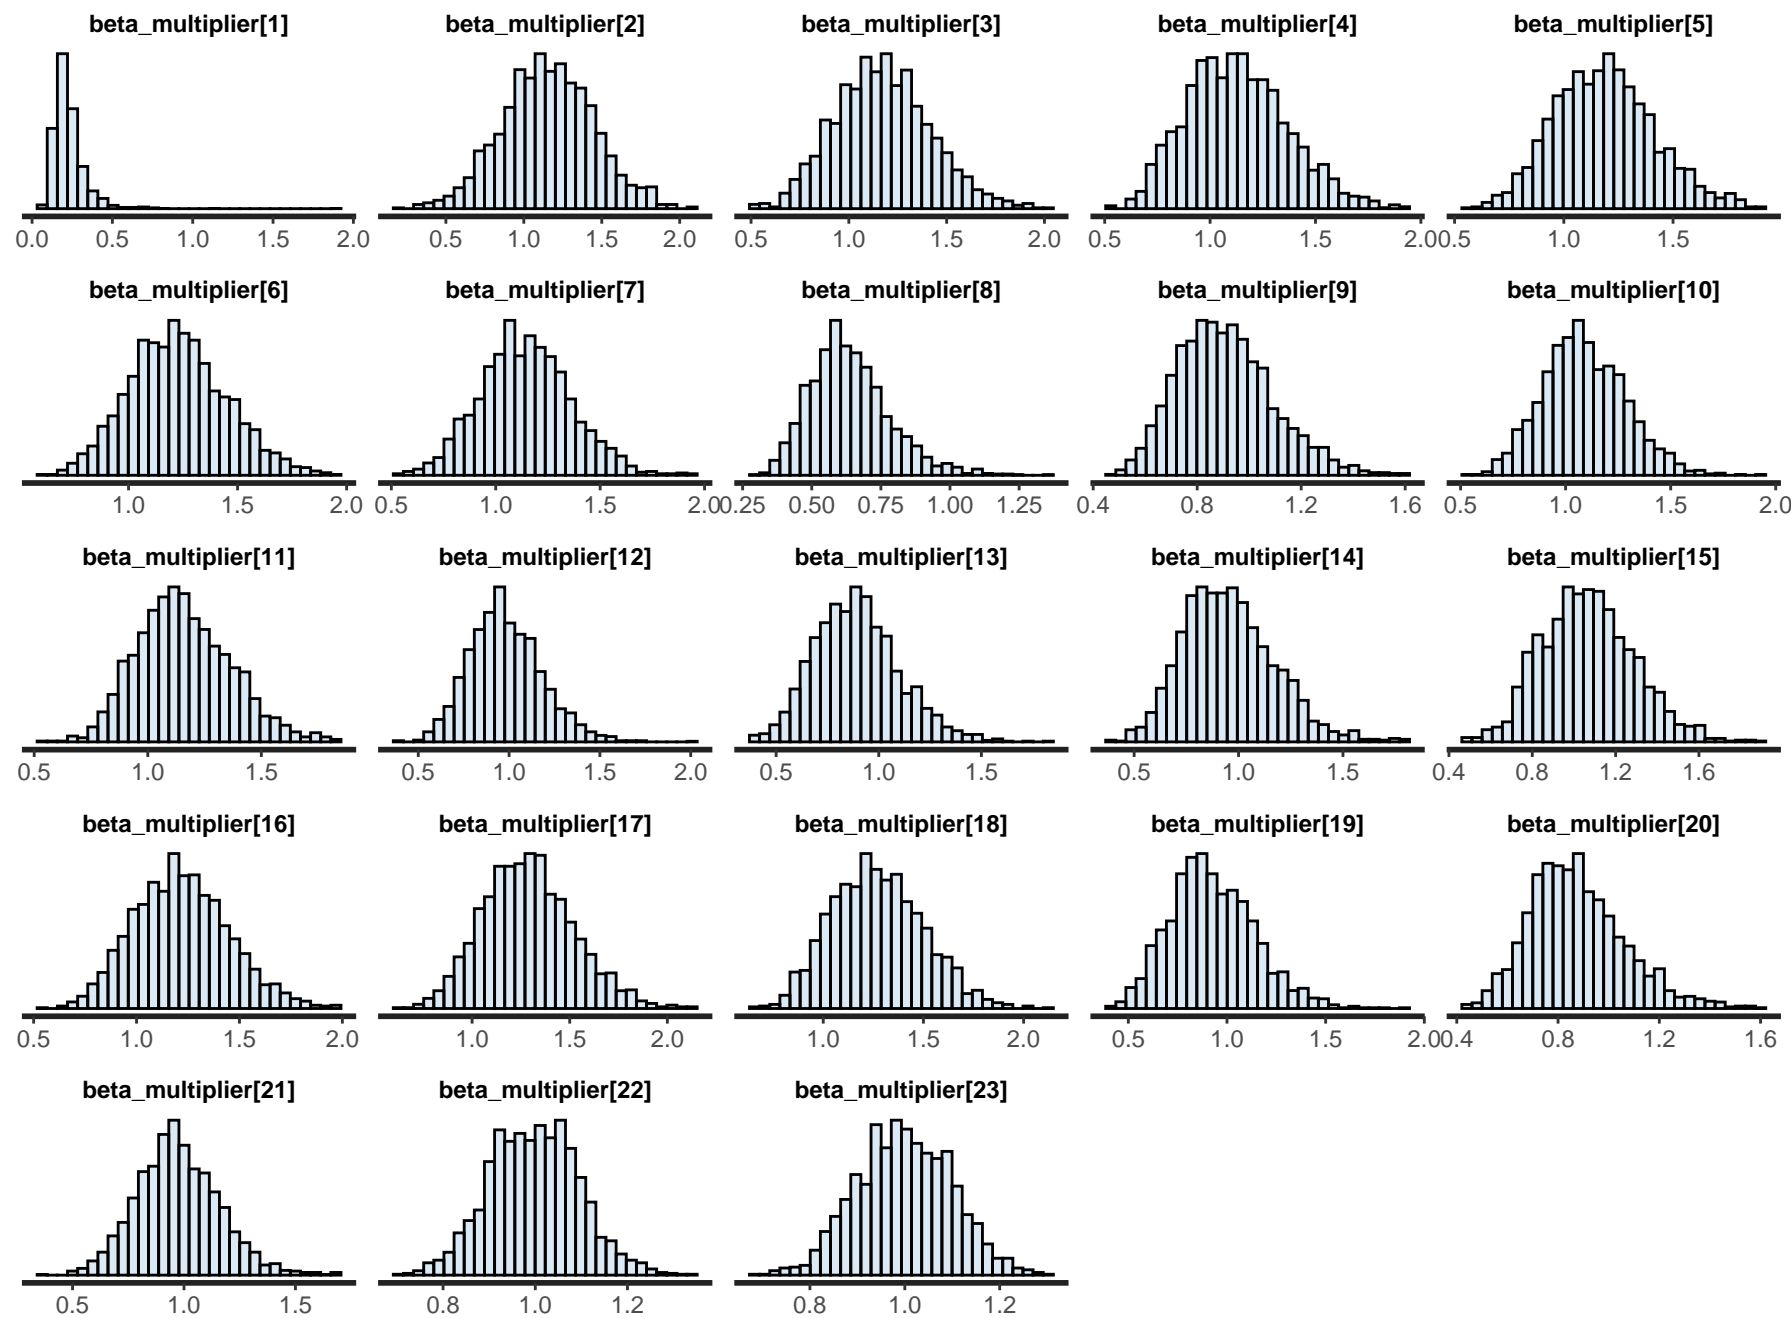 beta_multiplier[1] beta_multiplier[2] beta_multiplier[3] beta_multiplier[4] beta_multiplier[5]
0.0 0.5 1.0 1.5 2.0 0.5 1.0 1.5 2.0 0.5 1.0 1.5 2.0 0.5 1.0 1.5 2.0 0.5 1.0 1.5
beta_multiplier[6] beta_multiplier[7] beta_multiplier[8] beta_multiplier[9] beta_multiplier[10]
1.0 1.5 2.0 0.5 1.0 1.5 2.0 0.25 0.50 0.75 1.00 1.25 0.4 0.8 1.2 1.6 0.5 1.0 1.5 2.0
beta_multiplier[11] beta_multiplier[12] beta_multiplier[13] beta_multiplier[14] beta_multiplier[15]
0.5 1.0 1.5 0.5 1.0 1.5 2.0 0.5 1.0 1.5 0.5 1.0 1.5 0.4 0.8 1.2 1.6
beta_multiplier[16] beta_multiplier[17] beta_multiplier[18] beta_multiplier[19] beta_multiplier[20]
0.5 1.0 1.5 2.0 1.0 1.5 2.0 1.0 1.5 2.0 0.5 1.0 1.5 2.0 0.4 0.8 1.2 1.6
beta_multiplier[21] beta_multiplier[22] beta_multiplier[23]
0.5 1.0 1.5 0.8 1.0 1.2 0.8 1.0 1.2